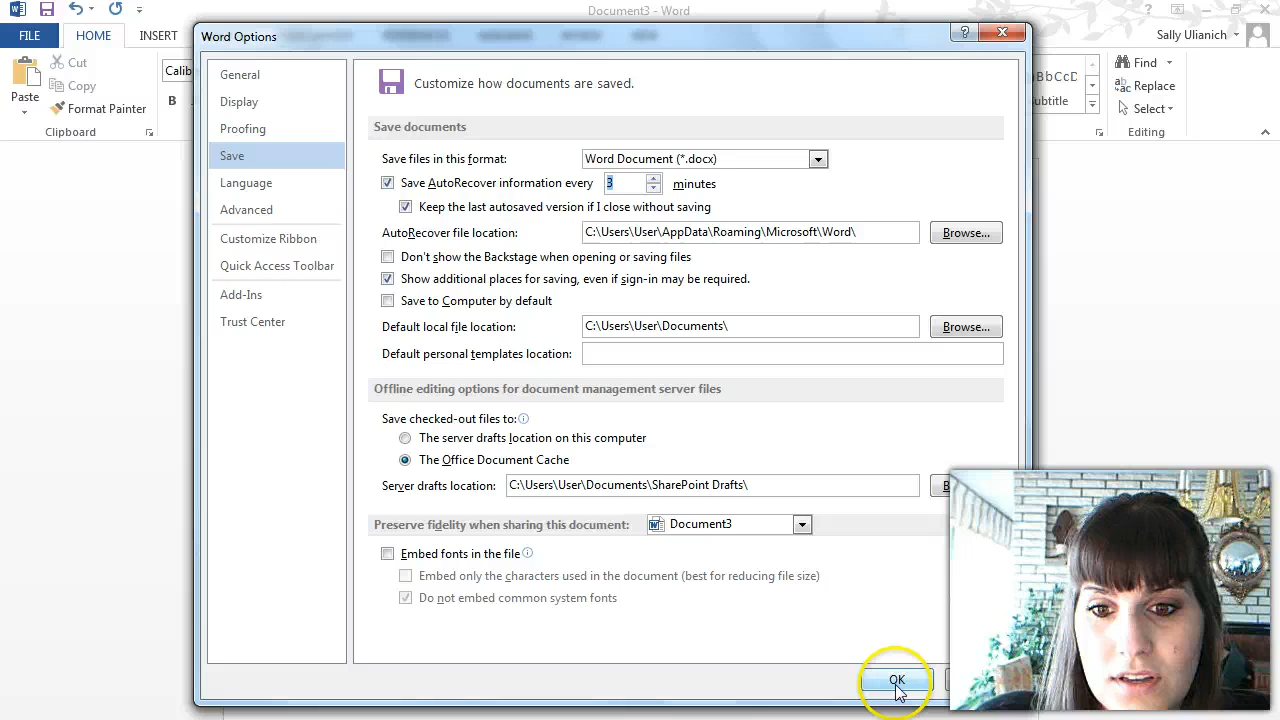 Document3 - Word
FILE HOME INSERT
Sally Ulianich
Cut
Copy
Format Painter
Paste
Clipboard
Calib
B
BbCcD
ubtitle
Find
Replace
Select
Editing
Word Options
?
General
Display
Proofing
Save
Language
Advanced
Customize Ribbon
Quick Access Toolbar
Add-Ins
Trust Center
Customize how documents are saved.
Save documents
Save files in this format: Word Document (*.docx)
Save AutoRecover information every 3 minutes
Keep the last autosaved version if I close without saving
AutoRecover file location: C:\Users\User\AppData\Roaming\Microsoft\Word\ Browse...
Don't show the Backstage when opening or saving files
Show additional places for saving, even if sign-in may be required.
Save to Computer by default
Default local file location: C:\Users\User\Documents\ Browse...
Default personal templates location:
Offline editing options for document management server files
Save checked-out files to:
The server drafts location on this computer
The Office Document Cache
Server drafts location: C:\Users\User\Documents\SharePoint Drafts\ B
Preserve fidelity when sharing this document: Document3
Embed fonts in the file
Embed only the characters used in the document (best for reducing file size)
Do not embed common system fonts
OK